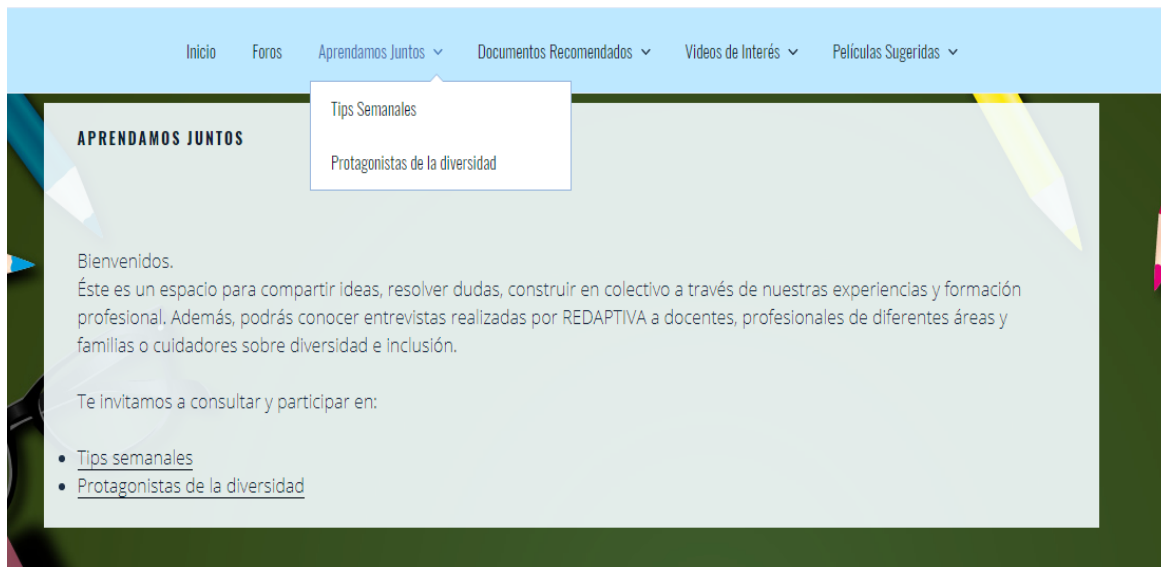 Inicio Foros Aprendamos Juntos Documentos Recomendados Videos de Interés Películas Sugeridas
Tips Semanales
Protagonistas de la diversidad
APRENDAMOS JUNTOS
Bienvenidos.
Éste es un espacio para compartir ideas, resolver dudas, construir en colectivo a través de nuestras experiencias y formación
profesional. Además, podrás conocer entrevistas realizadas por REDAPTIVA a docentes, profesionales de diferentes áreas y
familias o cuidadores sobre diversidad e inclusión.
Te invitamos a consultar y participar en:
Tips semanales
Protagonistas de la diversidad